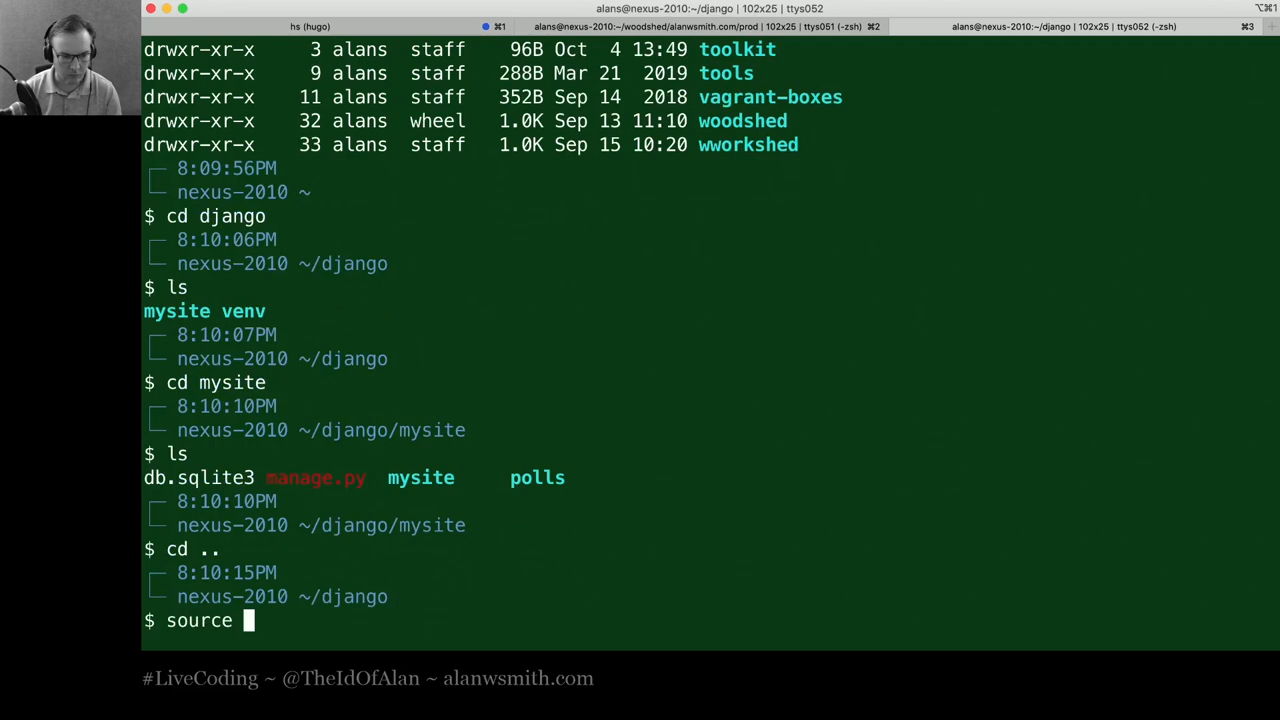 alans@nexus-2010:~/django | 102x25 | ttys052
⌥⌘1
hs (hugo) ⌘1
alans@nexus-2010:~/woodshed/alanwsmith.com/prod | 102x25 | ttys051 (-zsh) ⌘2
alans@nexus-2010:~/django | 102x25 | ttys052 (-zsh) ⌘3
drwxr-xr-x 3 alans staff 96B Oct 4 13:49 toolkit
drwxr-xr-x 9 alans staff 288B Mar 21 2019 tools
drwxr-xr-x 11 alans staff 352B Sep 14 2018 vagrant-boxes
drwxr-xr-x 32 alans wheel 1.0K Sep 13 11:10 woodshed
drwxr-xr-x 33 alans staff 1.0K Sep 15 10:20 wworkshed
8:09:56PM
nexus-2010 ~
$ cd django
8:10:06PM
nexus-2010 ~/django
$ ls
mysite venv
8:10:07PM
nexus-2010 ~/django
$ cd mysite
8:10:10PM
nexus-2010 ~/django/mysite
$ ls
db.sqlite3 manage.py mysite polls
8:10:10PM
nexus-2010 ~/django/mysite
$ cd ..
8:10:15PM
nexus-2010 ~/django
$ source
#LiveCoding ~ @TheIdOfAlan ~ alanwsmith.com